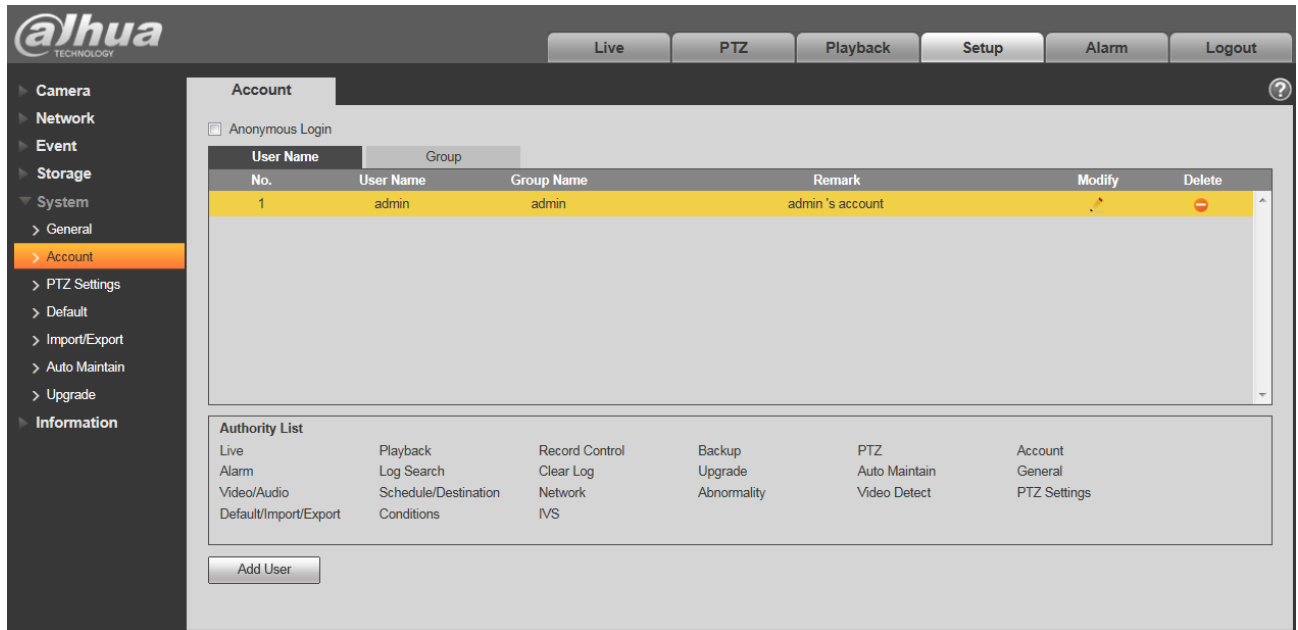 alhua
TECHNOLOGY
Live PTZ Playback Setup Alarm Logout
Camera
Network
Event
Storage
System
General
Account
PTZ Settings
Default
Import/Export
Auto Maintain
Upgrade
Information
Account
?
Anonymous Login
User Name Group
No. User Name Group Name Remark Modify Delete
1 admin admin admin 's account
Authority List
Live Playback Record Control Backup PTZ Account
Alarm Log Search Clear Log Upgrade Auto Maintain General
Video/Audio Schedule/Destination Network Abnormality Video Detect PTZ Settings
Default/Import/Export Conditions IVS
Add User